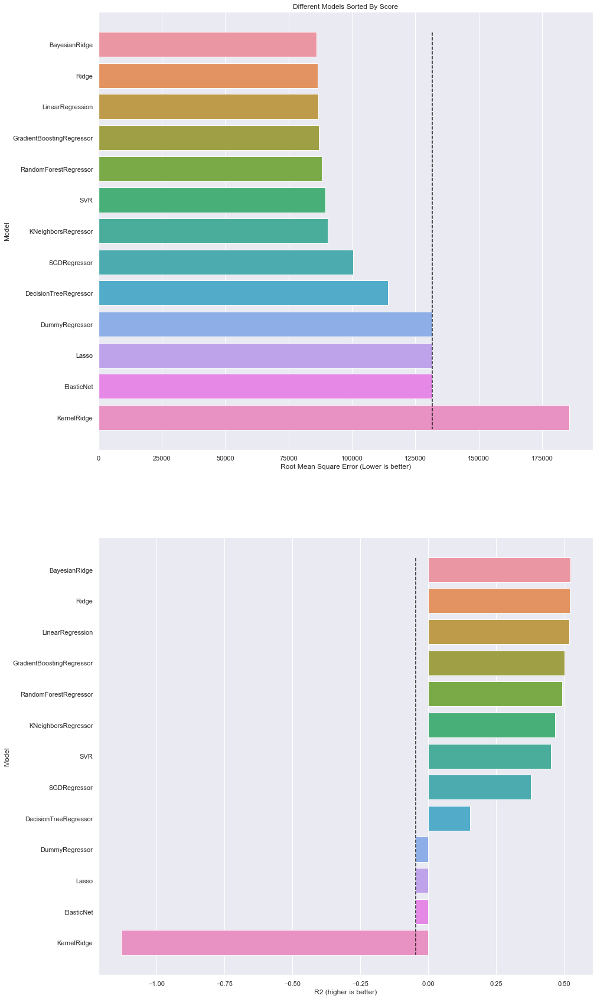 Different Models Sorted By Score
Model
BayesianRidge
Ridge
LinearRegression
GradientBoostingRegressor
RandomForestRegressor
SVR
KNeighborsRegressor
SGDRegressor
DecisionTreeRegressor
DummyRegressor
Lasso
ElasticNet
KernelRidge
0 25000 50000 75000 100000 125000 150000 175000
Root Mean Square Error (Lower is better)
Model
BayesianRidge
Ridge
LinearRegression
GradientBoostingRegressor
RandomForestRegressor
KNeighborsRegressor
SVR
SGDRegressor
DecisionTreeRegressor
DummyRegressor
Lasso
ElasticNet
KernelRidge
−1.00 −0.75 −0.50 −0.25 0.00 0.25 0.50
R2 (higher is better)